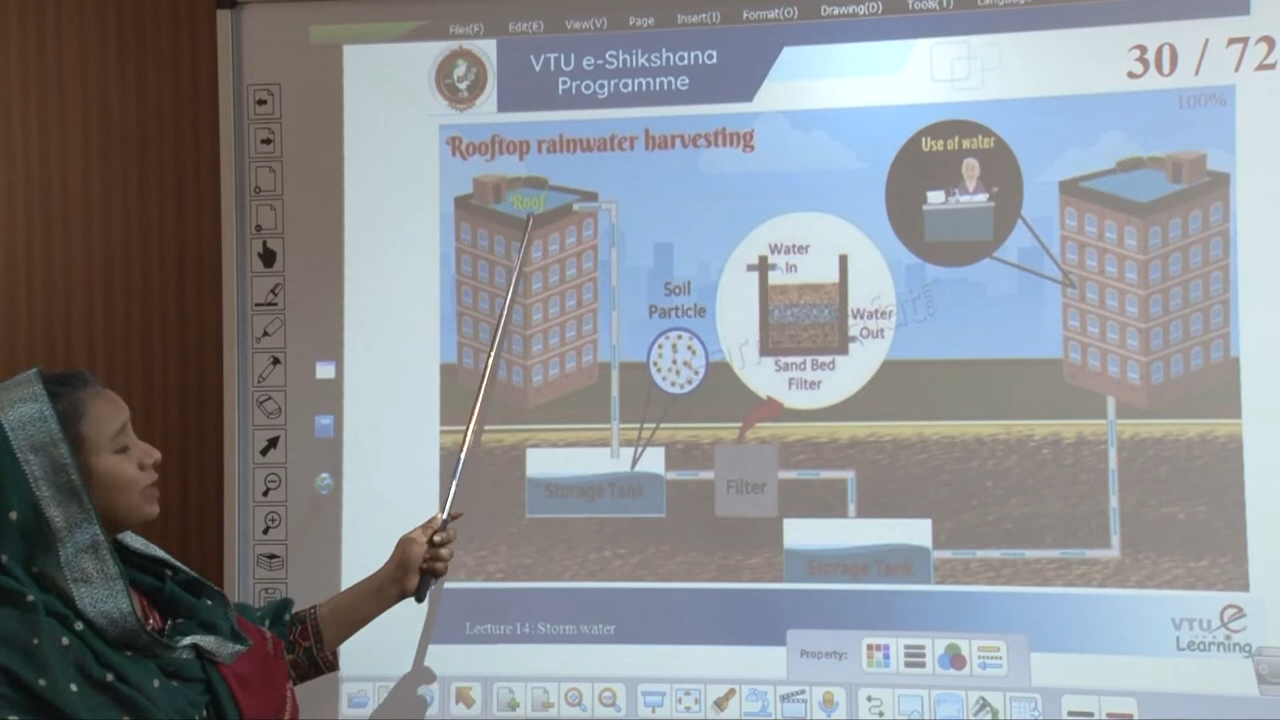 Files(F) Edit(E) View(V) Page Insert(I) Format(O) Drawing(D) Tools(T)
VTU e-Shikshana
Programme
30 / 72
100%
Rooftop rainwater harvesting
Use of water
Roof
Water
In
Soil
Particle
Water
Out
Sand Bed
Filter
Storage Tank
Filter
Storage Tank
Lecture 14: Storm water
VTU e
Learning
Property: